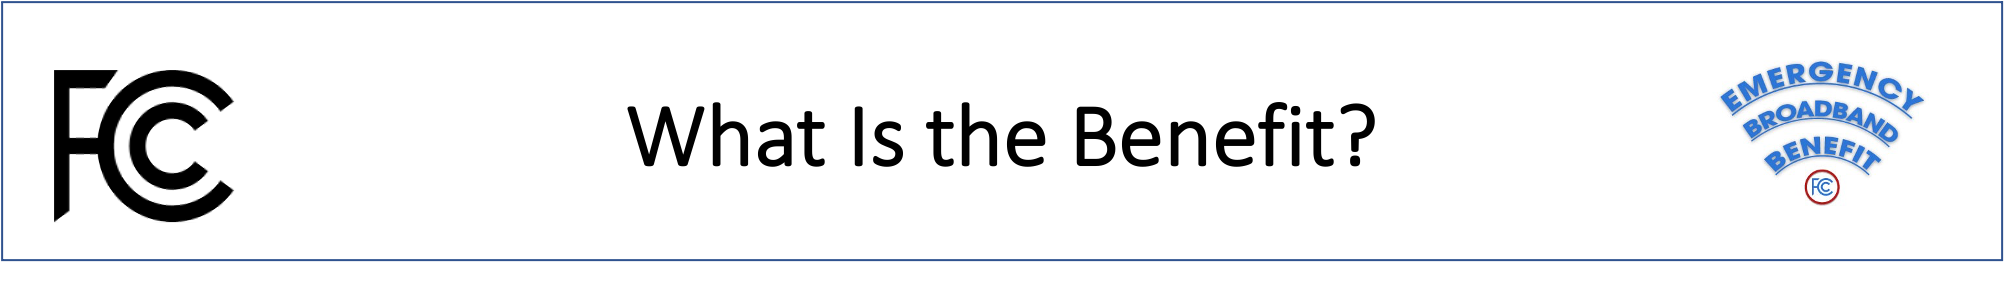 FCC
What Is the Benefit?
EMERGENCY
BROADBAND
BENEFIT
FCC